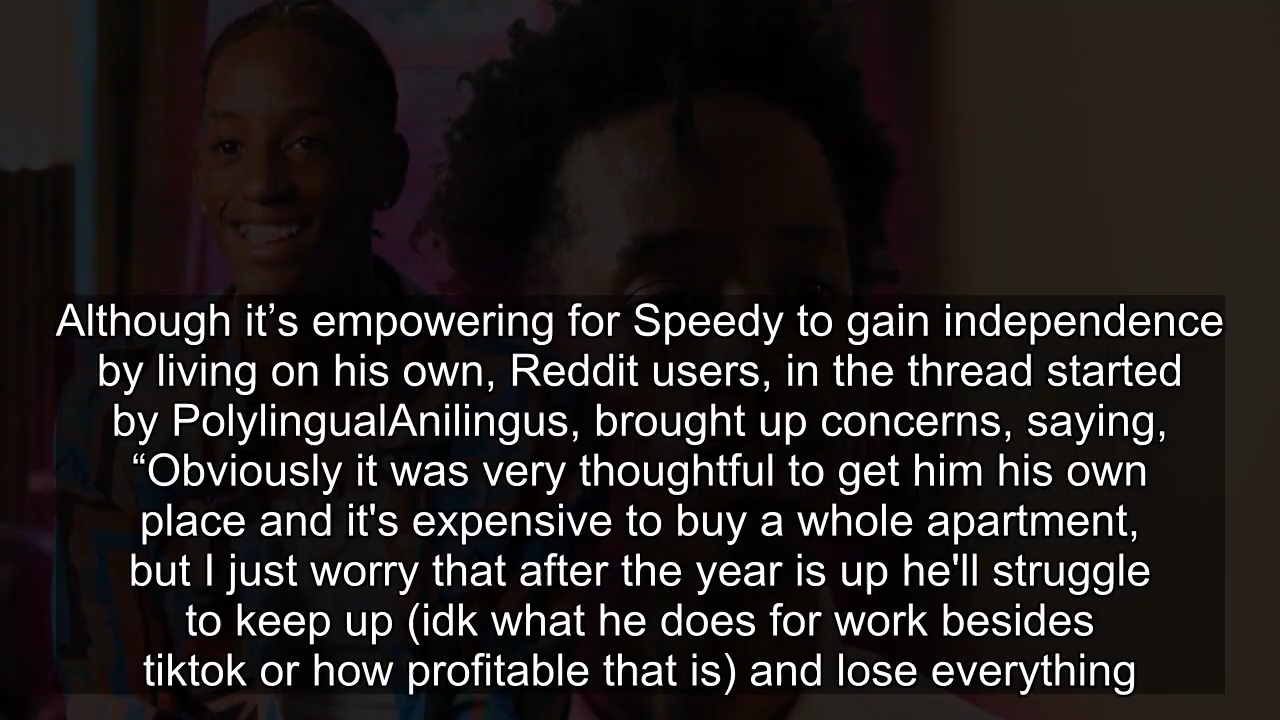 Although it’s empowering for Speedy to gain independence
by living on his own, Reddit users, in the thread started
by PolylingualAnilingus, brought up concerns, saying,
“Obviously it was very thoughtful to get him his own
place and it's expensive to buy a whole apartment,
but I just worry that after the year is up he'll struggle
to keep up (idk what he does for work besides
tiktok or how profitable that is) and lose everything